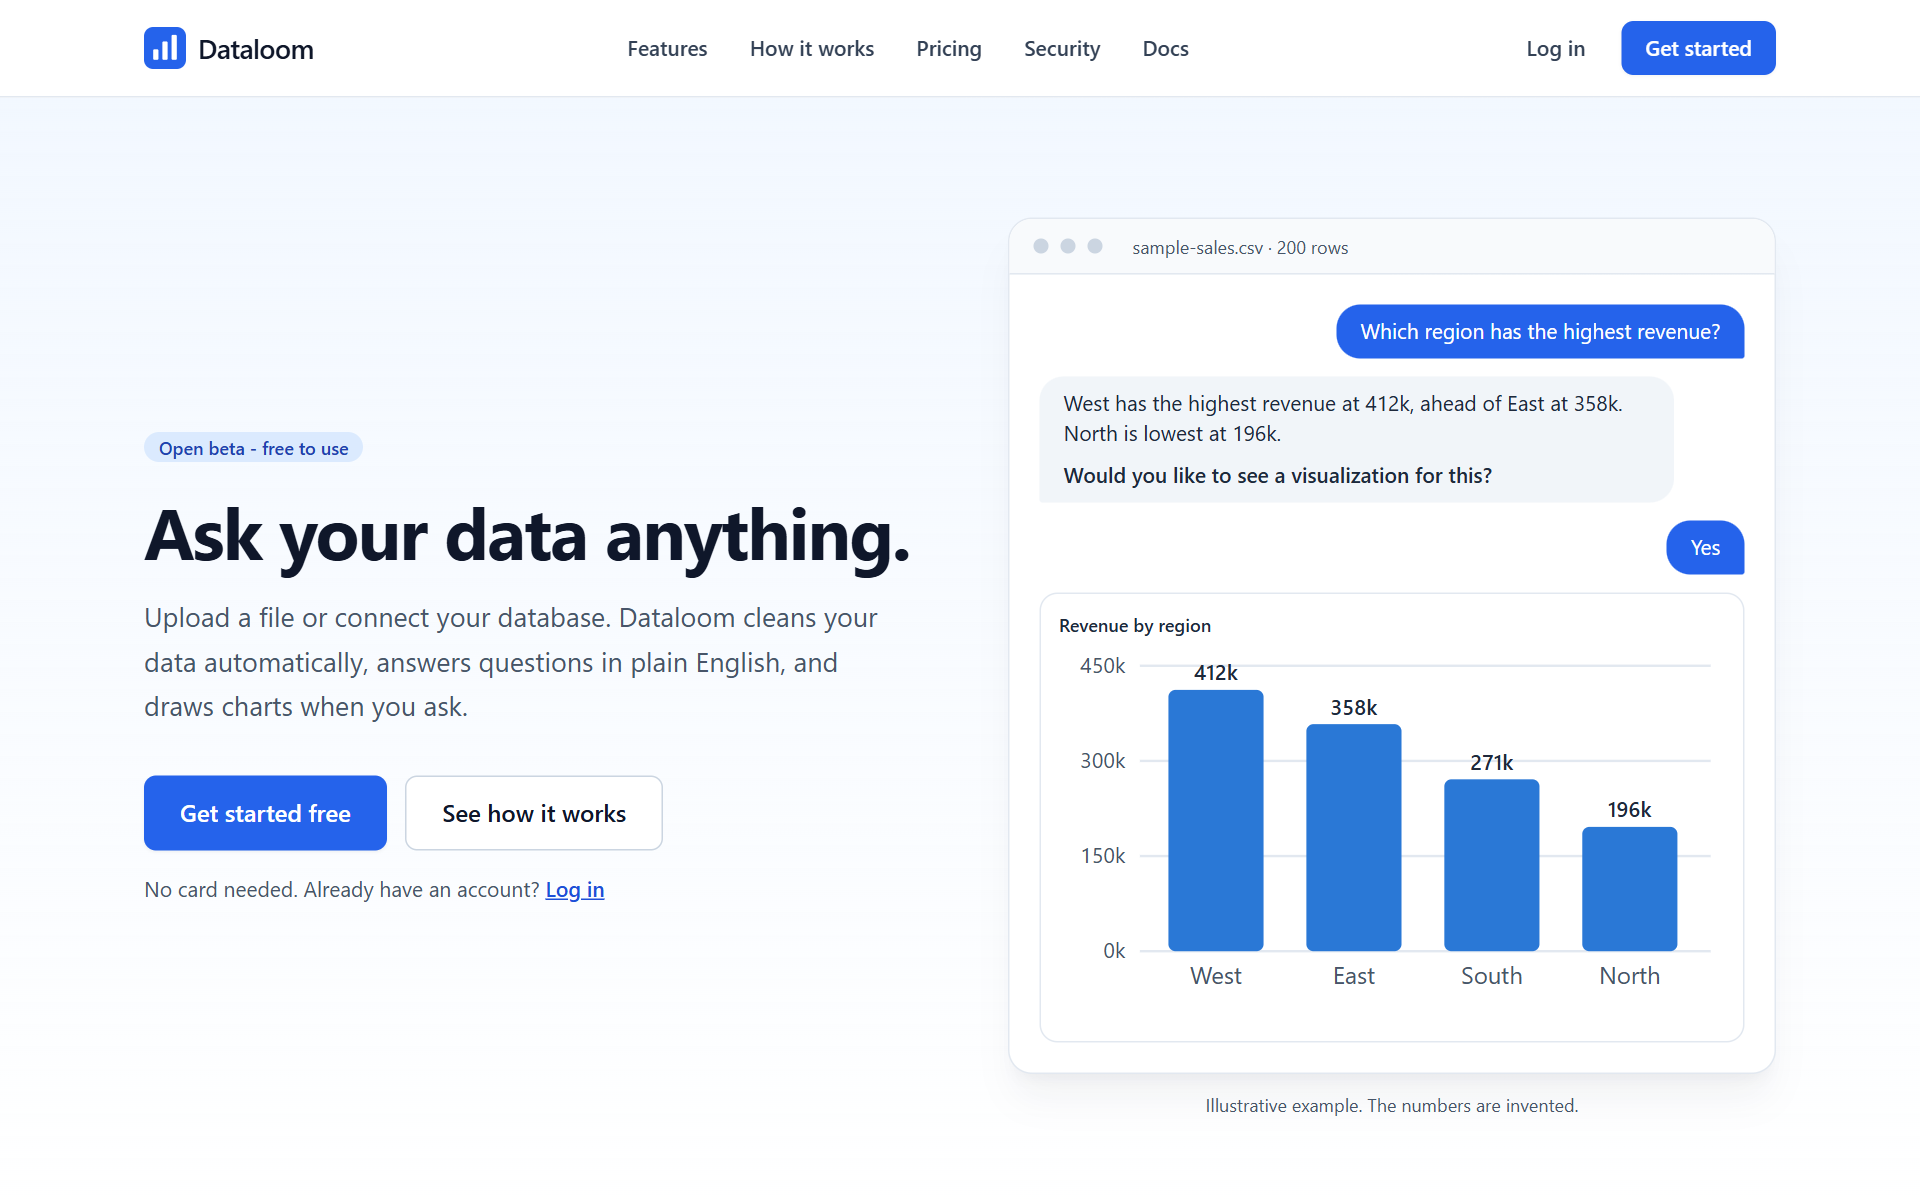 Dataloom
Features
How it works
Pricing
Security
Docs
Log in
Get started
Open beta - free to use
Ask your data anything.
Upload a file or connect your database. Dataloom cleans your
data automatically, answers questions in plain English, and
draws charts when you ask.
Get started free
See how it works
No card needed. Already have an account? Log in
sample-sales.csv · 200 rows
Which region has the highest revenue?
West has the highest revenue at 412k, ahead of East at 358k.
North is lowest at 196k.
Would you like to see a visualization for this?
Yes
Revenue by region
450k
300k
150k
0k
412k
358k
271k
196k
West
East
South
North
Illustrative example. The numbers are invented.